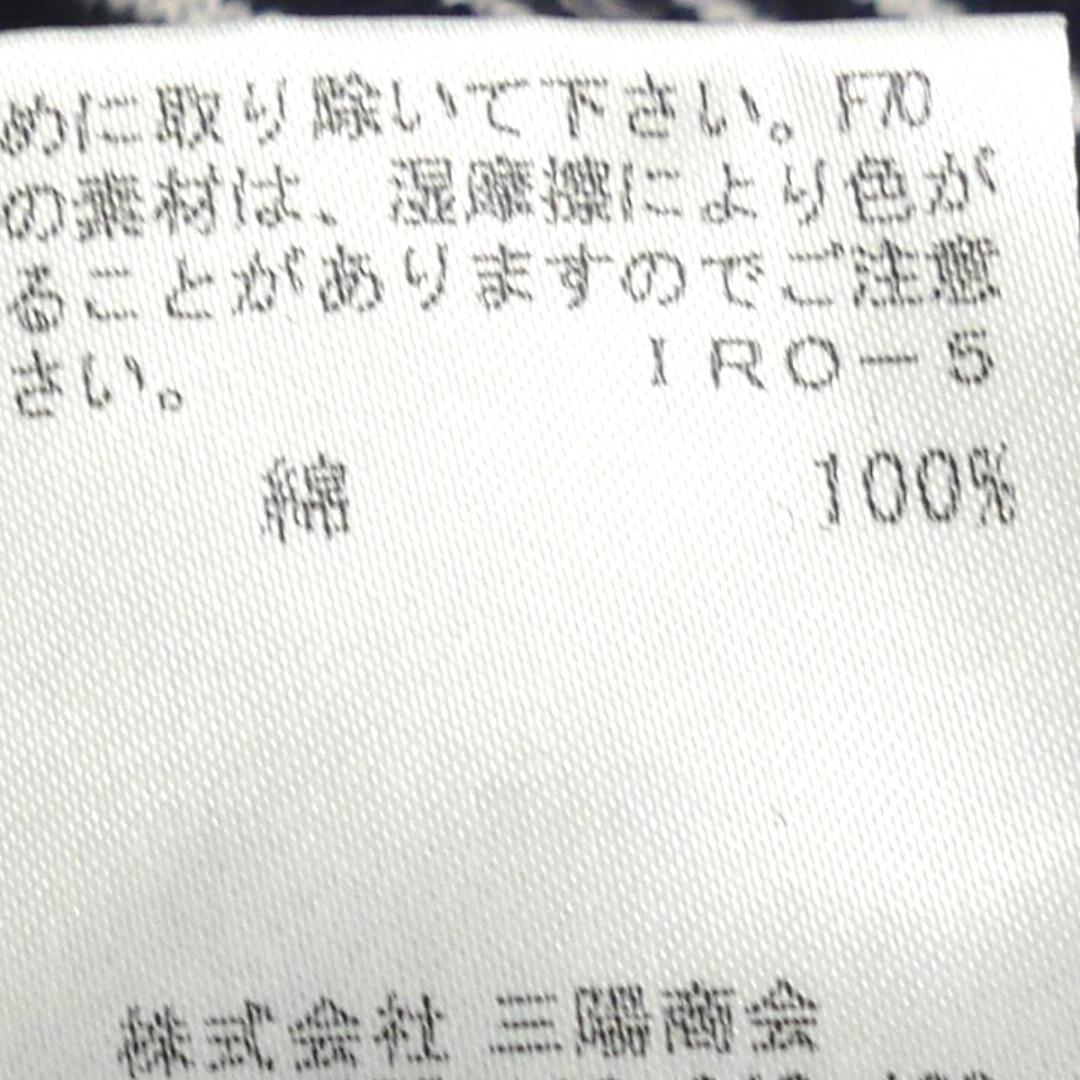 めに取り除いて下さい。F70
の素材は、湿摩擦により色が
ることがありますのでご注意
さい。 IRO-5
綿 100%
株式会社 三陽商会